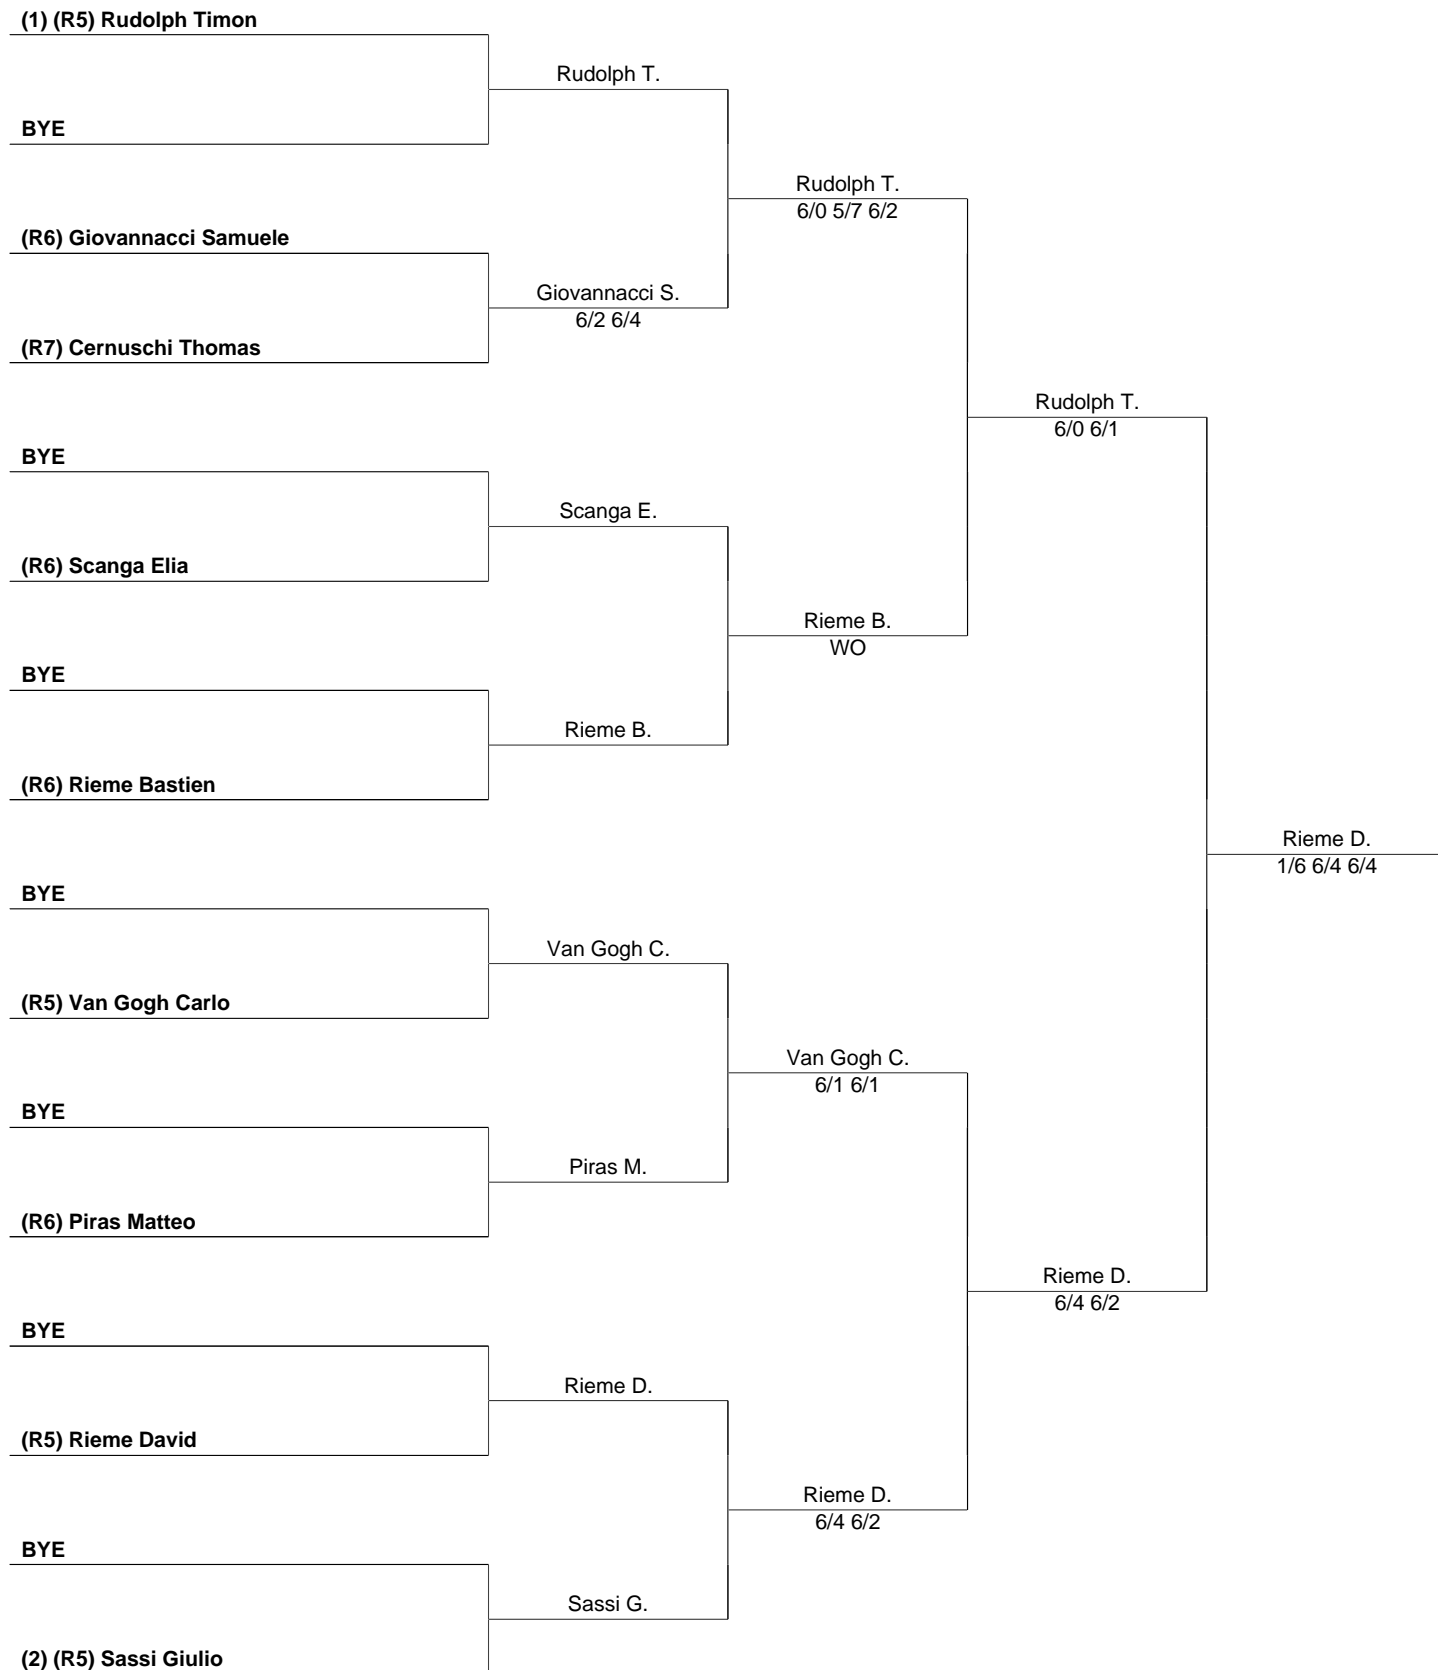 (1) (R5) Rudolph Timon
Rudolph T.
BYE
Rudolph T.
6/0 5/7 6/2
(R6) Giovannacci Samuele
Giovannacci S.
6/2 6/4
(R7) Cernuschi Thomas
Rudolph T.
6/0 6/1
BYE
Scanga E.
(R6) Scanga Elia
Rieme B.
WO
BYE
Rieme B.
(R6) Rieme Bastien
Rieme D.
1/6 6/4 6/4
BYE
Van Gogh C.
(R5) Van Gogh Carlo
Van Gogh C.
6/1 6/1
BYE
Piras M.
(R6) Piras Matteo
Rieme D.
6/4 6/2
BYE
Rieme D.
(R5) Rieme David
Rieme D.
6/4 6/2
BYE
Sassi G.
(2) (R5) Sassi Giulio